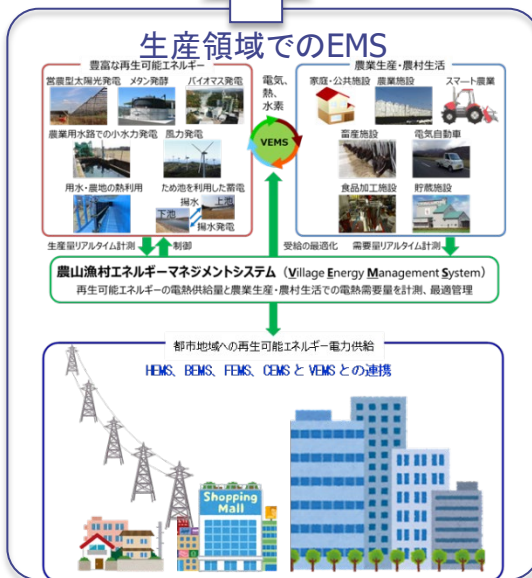 生産領域でのEMS
豊富な再生可能エネルギー
営農型太陽光発電 メタン発酵 バイオマス発電
農業用水路での小水力発電 風力発電
用水・農地の熱利用 ため池を利用した蓄電
揚水 上池
下池
揚水発電
電気、
熱、
水素
VEMS
農業生産・農村生活
家庭・公共施設 農業施設 スマート農業
畜産施設 電気自動車
食品加工施設 貯蔵施設
生産量リアルタイム計測 制御 受給の最適化 需要量リアルタイム計測
農山漁村エネルギーマネジメントシステム(Village Energy Management System)
再生可能エネルギーの電熱供給量と農業生産・農村生活での電熱需要量を計測、最適管理
都市地域への再生可能エネルギー電力供給
HEMS、BEMS、FEMS、CEMSとVEMSとの連携
Shopping
Mall